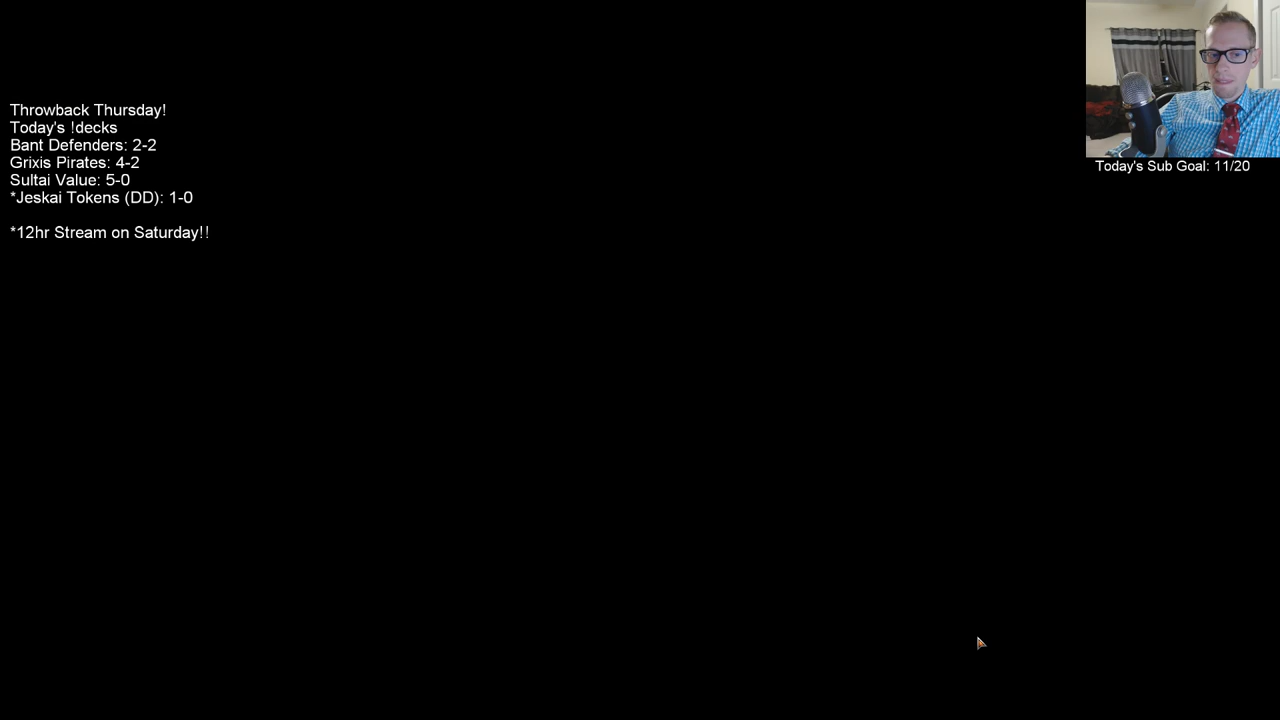 Throwback Thursday!
Today's !decks
Bant Defenders: 2-2
Grixis Pirates: 4-2
Sultai Value: 5-0
*Jeskai Tokens (DD): 1-0
*12hr Stream on Saturday!!
Today's Sub Goal: 11/20